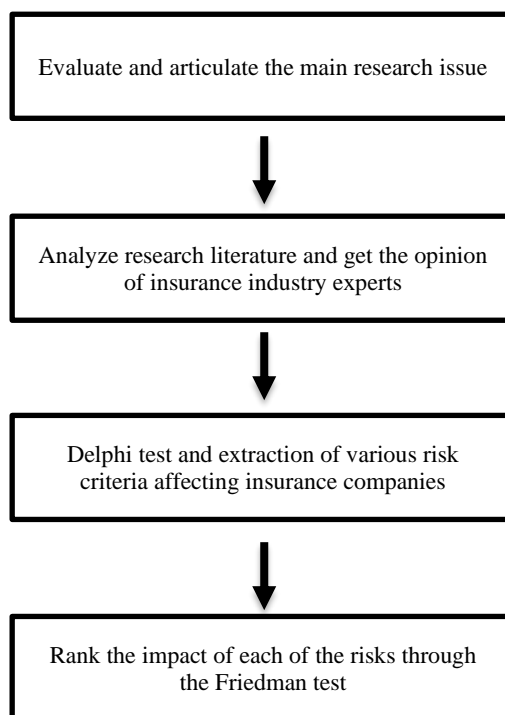 Evaluate and articulate the main research issue
Analyze research literature and get the opinion
of insurance industry experts
Delphi test and extraction of various risk
criteria affecting insurance companies
Rank the impact of each of the risks through
the Friedman test